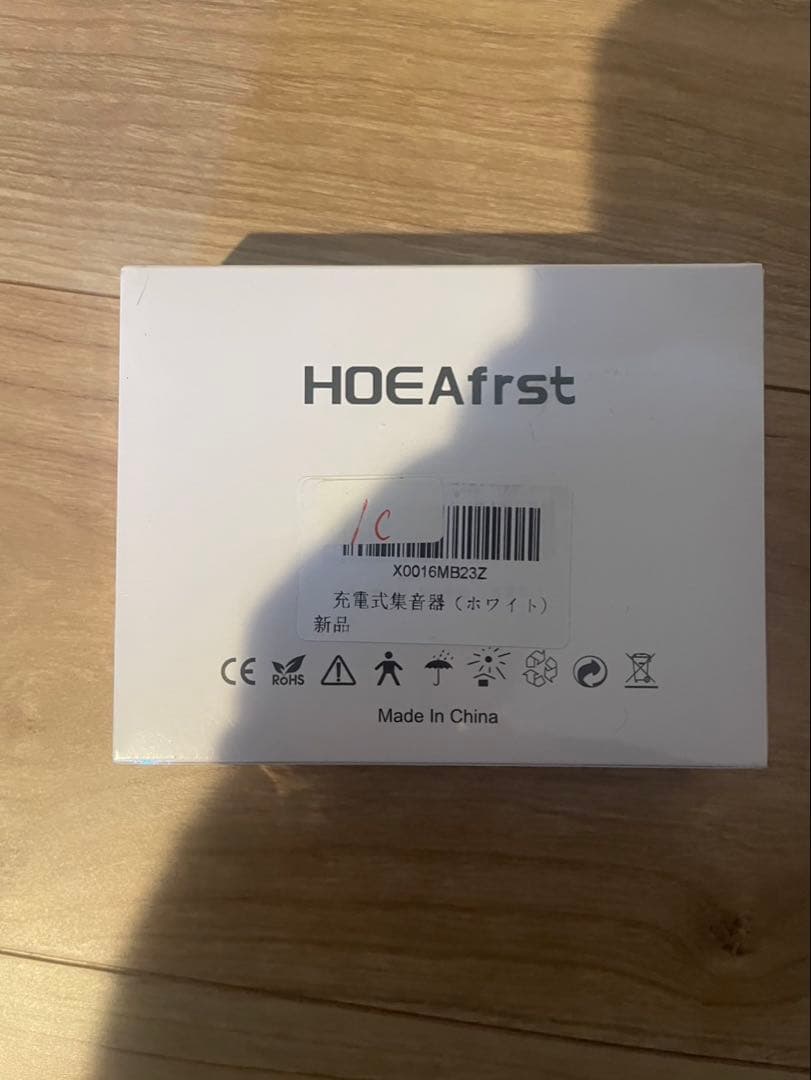 HOEAfrst
1C
X0016MB23Z
充電式集音器（ホワイト）
新品
CE
RoHS
Made In China